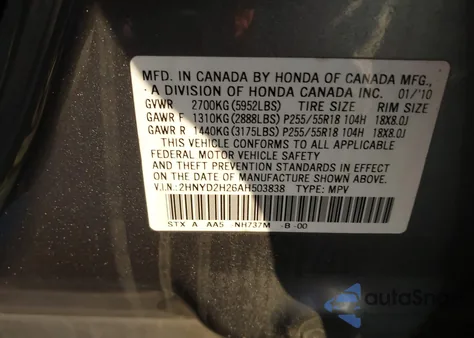 MFD. IN CANADA BY HONDA OF CANADA MFG.,
A DIVISION OF HONDA CANADA INC. 01/'10
GVWR 2700KG (5952LBS) TIRE SIZE RIM SIZE
GAWR F 1310KG (2888LBS) P255/55R18 104H 18X8.0J
GAWR R 1440KG (3175LBS) P255/55R18 104H 18X8.0J
THIS VEHICLE CONFORMS TO ALL APPLICABLE
FEDERAL MOTOR VEHICLE SAFETY
AND THEFT PREVENTION STANDARDS IN EFFECT ON
THE DATE OF MANUFACTURE SHOWN ABOVE.
V.I.N.: 2HNYD2H26AH503838 TYPE: MPV
STX A AA5 NH737M -B -00